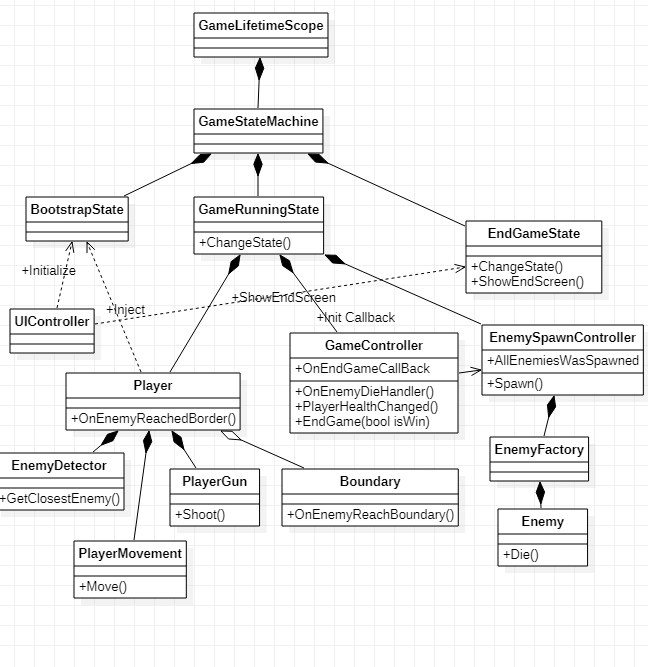 GameLifetimeScope
GameStateMachine
BootstrapState
GameRunningState
+ChangeState()
EndGameState
+ChangeState()
+ShowEndScreen()
+Initialize
+Inject
+ShowEndScreen
+Init Callback
UIController
GameController
+OnEndGameCallBack
+OnEnemyDieHandler()
+PlayerHealthChanged()
+EndGame(bool isWin)
EnemySpawnController
+AllEnemiesWasSpawned
+Spawn()
Player
+OnEnemyReachedBorder()
EnemyDetector
+GetClosestEnemy()
PlayerGun
+Shoot()
Boundary
+OnEnemyReachBoundary()
EnemyFactory
PlayerMovement
+Move()
Enemy
+Die()